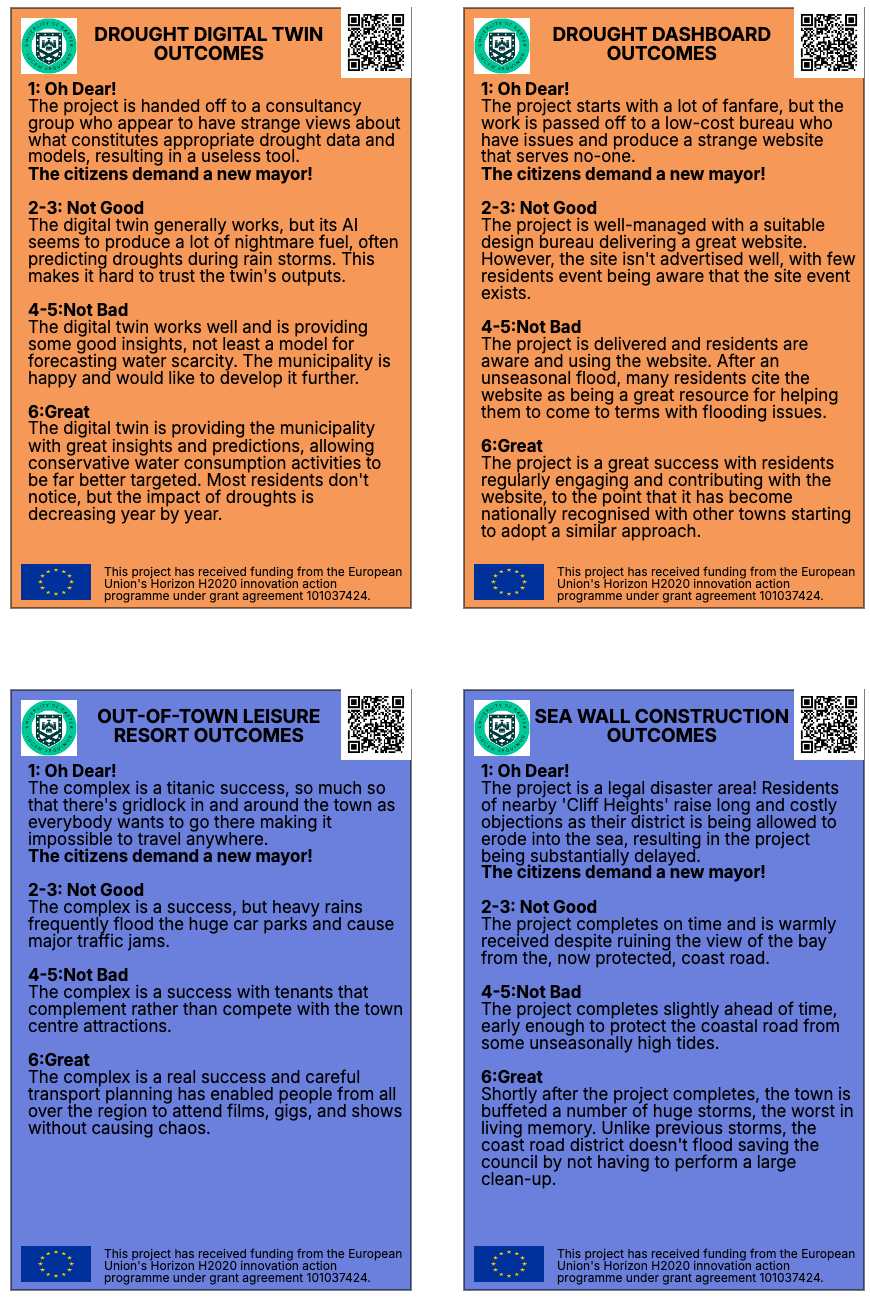 DROUGHT DIGITAL TWIN
OUTCOMES
1: Oh Dear!
The project is handed off to a consultancy
group who appear to have strange views about
what constitutes appropriate drought data and
models, resulting in a useless tool.
The citizens demand a new mayor!
2-3: Not Good
The digital twin generally works, but its AI
seems to produce a lot of nightmare fuel, often
predicting droughts during rain storms. This
makes it hard to trust the twin's outputs.
4-5:Not Bad
The digital twin works well and is providing
some good insights, not least a model for
forecasting water scarcity. The municipality is
happy and would like to develop it further.
6:Great
The digital twin is providing the municipality
with great insights and predictions, allowing
conservative water consumption activities to
be far better targeted. Most residents don't
notice, but the impact of droughts is
decreasing year by year.
This project has received funding from the European
Union's Horizon H2020 innovation action
programme under grant agreement 101037424.
DROUGHT DASHBOARD
OUTCOMES
1: Oh Dear!
The project starts with a lot of fanfare, but the
work is passed off to a low-cost bureau who
have issues and produce a strange website
that serves no-one.
The citizens demand a new mayor!
2-3: Not Good
The project is well-managed with a suitable
design bureau delivering a great website.
However, the site isn't advertised well, with few
residents event being aware that the site event
exists.
4-5:Not Bad
The project is delivered and residents are
aware and using the website. After an
unseasonal flood, many residents cite the
website as being a great resource for helping
them to come to terms with flooding issues.
6:Great
The project is a great success with residents
regularly engaging and contributing with the
website, to the point that it has become
nationally recognised with other towns starting
to adopt a similar approach.
This project has received funding from the European
Union's Horizon H2020 innovation action
programme under grant agreement 101037424.
OUT-OF-TOWN LEISURE
RESORT OUTCOMES
1: Oh Dear!
The complex is a titanic success, so much so
that there's gridlock in and around the town as
everybody wants to go there making it
impossible to travel anywhere.
The citizens demand a new mayor!
2-3: Not Good
The complex is a success, but heavy rains
frequently flood the huge car parks and cause
major traffic jams.
4-5:Not Bad
The complex is a success with tenants that
complement rather than compete with the town
centre attractions.
6:Great
The complex is a real success and careful
transport planning has enabled people from all
over the region to attend films, gigs, and shows
without causing chaos.
This project has received funding from the European
Union's Horizon H2020 innovation action
programme under grant agreement 101037424.
SEA WALL CONSTRUCTION
OUTCOMES
1: Oh Dear!
The project is a legal disaster area! Residents
of nearby 'Cliff Heights' raise long and costly
objections as their district is being allowed to
erode into the sea, resulting in the project
being substantially delayed.
The citizens demand a new mayor!
2-3: Not Good
The project completes on time and is warmly
received despite ruining the view of the bay
from the, now protected, coast road.
4-5:Not Bad
The project completes slightly ahead of time,
early enough to protect the coastal road from
some unseasonally high tides.
6:Great
Shortly after the project completes, the town is
buffeted a number of huge storms, the worst in
living memory. Unlike previous storms, the
coast road district doesn't flood saving the
council by not having to perform a large
clean-up.
This project has received funding from the European
Union's Horizon H2020 innovation action
programme under grant agreement 101037424.